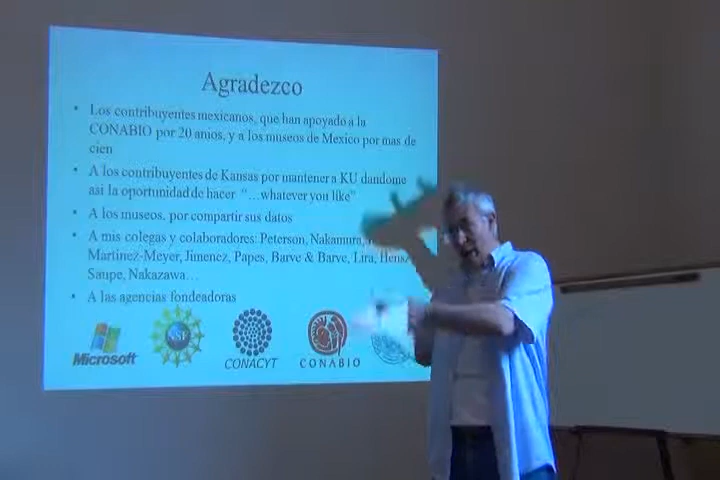 Agradezco
• Los contribuyentes mexicanos, que han apoyado a la
CONABIO por 20 anios, y a los museos de Mexico por mas de
cien
• A los contribuyentes de Kansas por mantener a KU dandome
asi la oportunidad de hacer “…whatever you like”
• A los museos, por compartir sus datos
• A mis colegas y colaboradores: Peterson, Nakamura,
Martinez-Meyer, Jimenez, Papes, Barve & Barve, Lira,
Saupe, Nakazawa…
• A las agencias fondeadoras
Microsoft
NSF
CONACYT
CONABIO